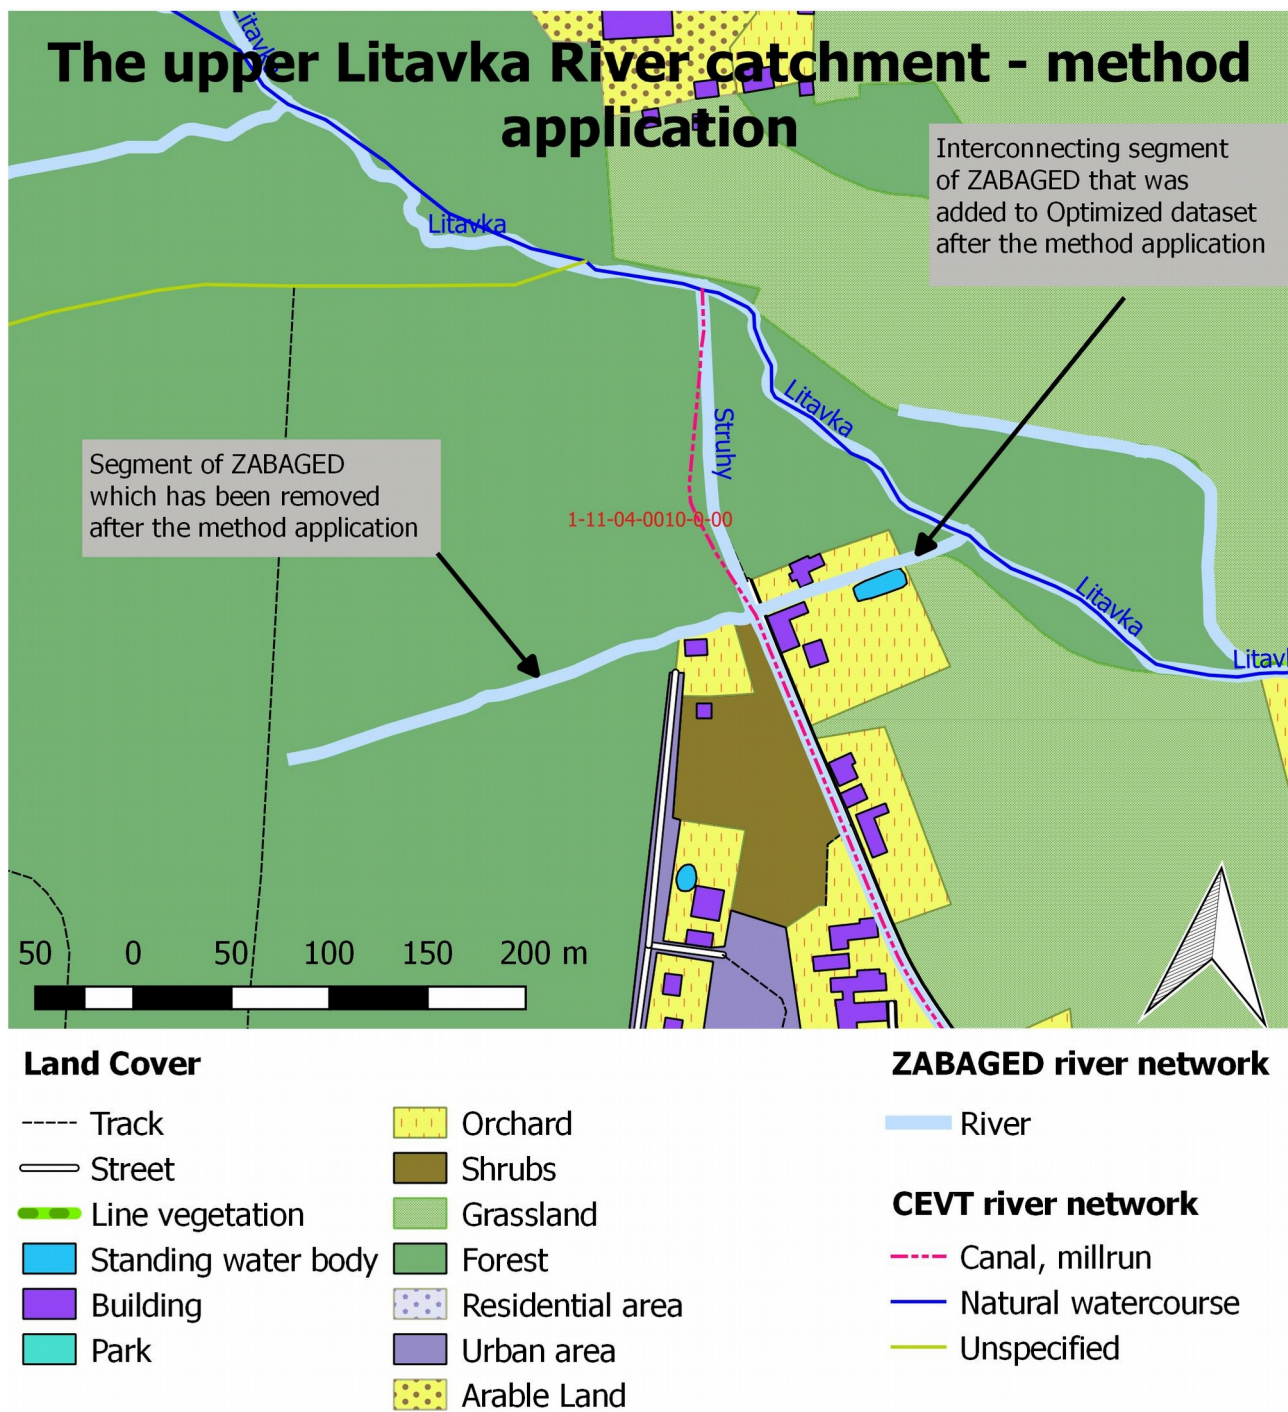 The upper Litavka River catchment - method
application
Litavka
Interconnecting segment
of ZABAGED that was
added to Optimized dataset
after the method application
Litavka
Litavka
Struhy
Segment of ZABAGED
which has been removed
after the method application
1-11-04-0010-0-00
Litavka
Litavk
50 0 50 100 150 200 m
Land Cover
Track
Street
Line vegetation
Standing water body
Building
Park
Orchard
Shrubs
Grassland
Forest
Residential area
Urban area
Arable Land
ZABAGED river network
River
CEVT river network
Canal, millrun
Natural watercourse
Unspecified